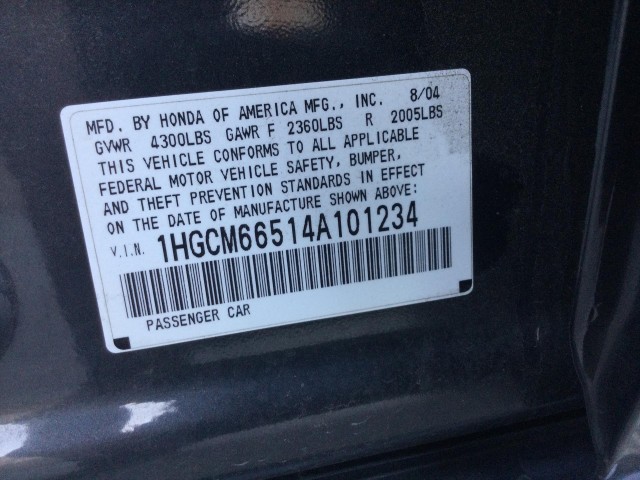 MFD. BY HONDA OF AMERICA MFG., INC. 8/04
GVWR 4300LBS GAWR F 2360LBS R 2005LBS
THIS VEHICLE CONFORMS TO ALL APPLICABLE
FEDERAL MOTOR VEHICLE SAFETY, BUMPER,
AND THEFT PREVENTION STANDARDS IN EFFECT
ON THE DATE OF MANUFACTURE SHOWN ABOVE:
V.I.N. 1HGCM66514A101234
PASSENGER CAR